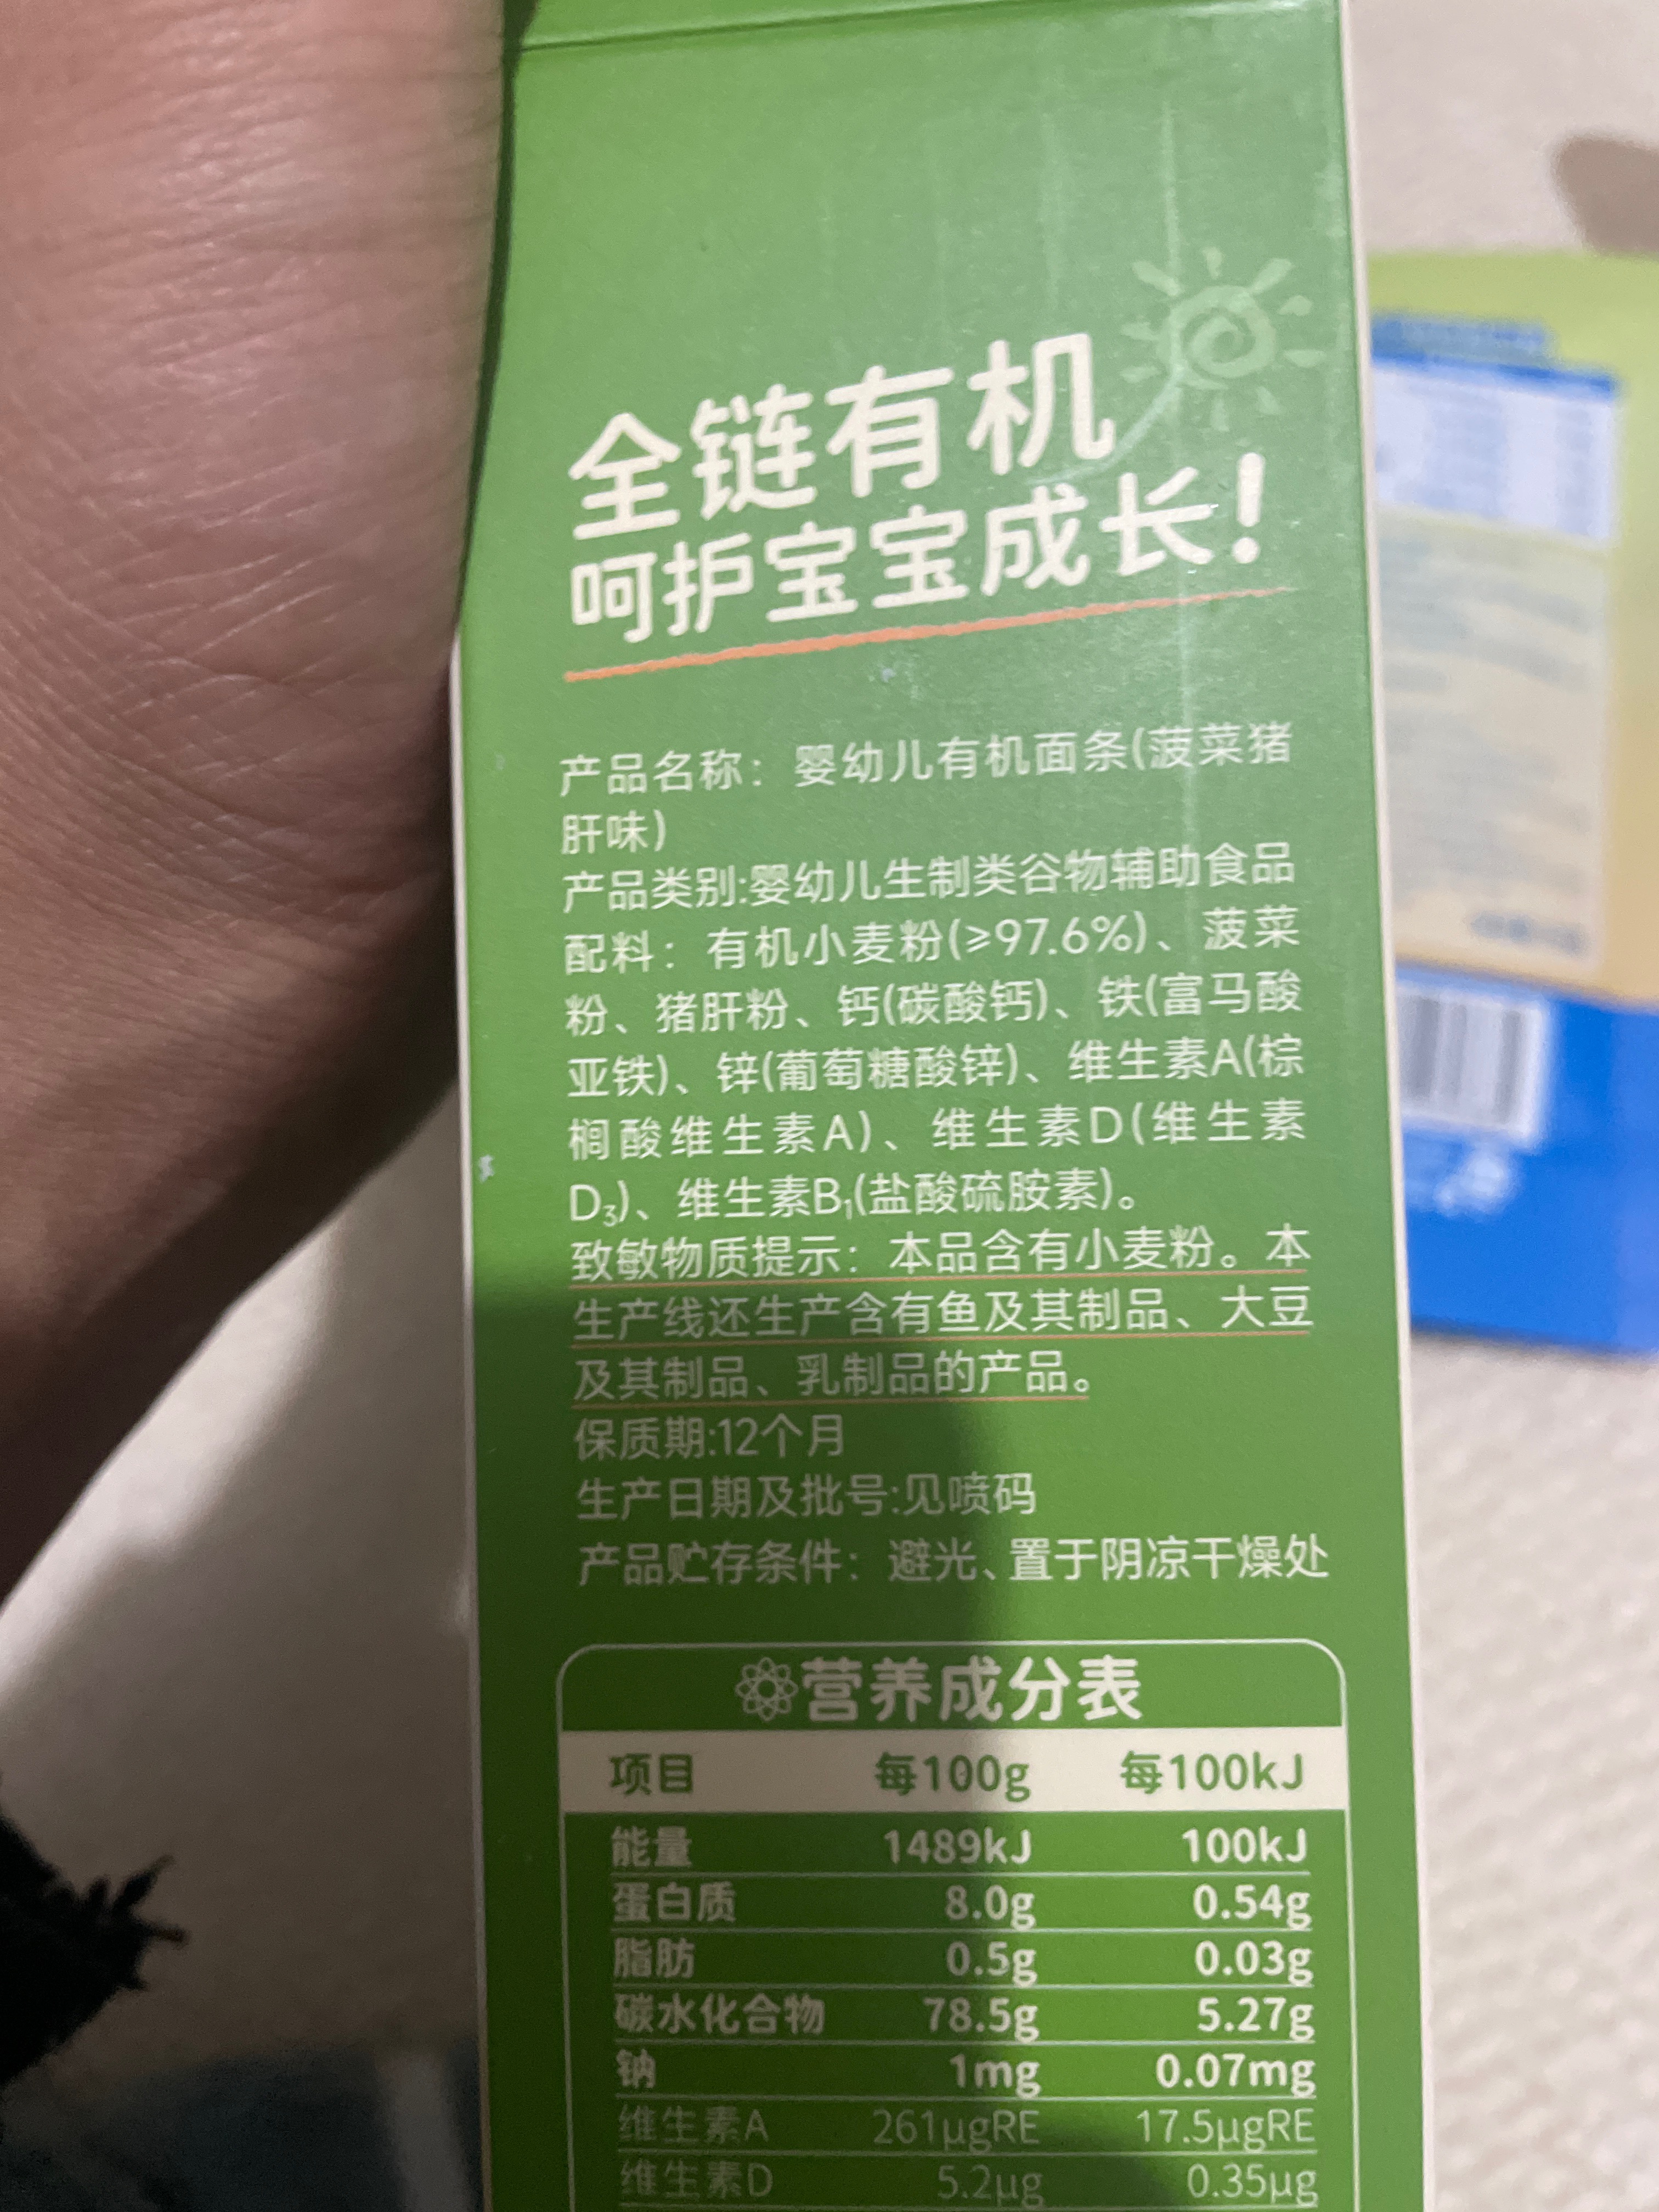 全链有机
呵护宝宝成长!
产品名称：婴幼儿有机面条(菠菜猪
肝味)
产品类别:婴幼儿生制类谷物辅助食品
配料：有机小麦粉(≥97.6%)、菠菜
粉、猪肝粉、钙(碳酸钙)、铁(富马酸
亚铁)、锌(葡萄糖酸锌)、维生素A(棕
榈酸维生素A)、维生素D(维生素
D₃)、维生素B₁(盐酸硫胺素)。
致敏物质提示：本品含有小麦粉。本
生产线还生产含有鱼及其制品、大豆
及其制品、乳制品的产品。
保质期:12个月
生产日期及批号:见喷码
产品贮存条件：避光、置于阴凉干燥处
营养成分表
项目 每100g 每100kJ
能量 1489kJ 100kJ
蛋白质 8.0g 0.54g
脂肪 0.5g 0.03g
碳水化合物 78.5g 5.27g
钠 1mg 0.07mg
维生素A 261μgRE 17.5μgRE
维生素D 5.2μg 0.35μg